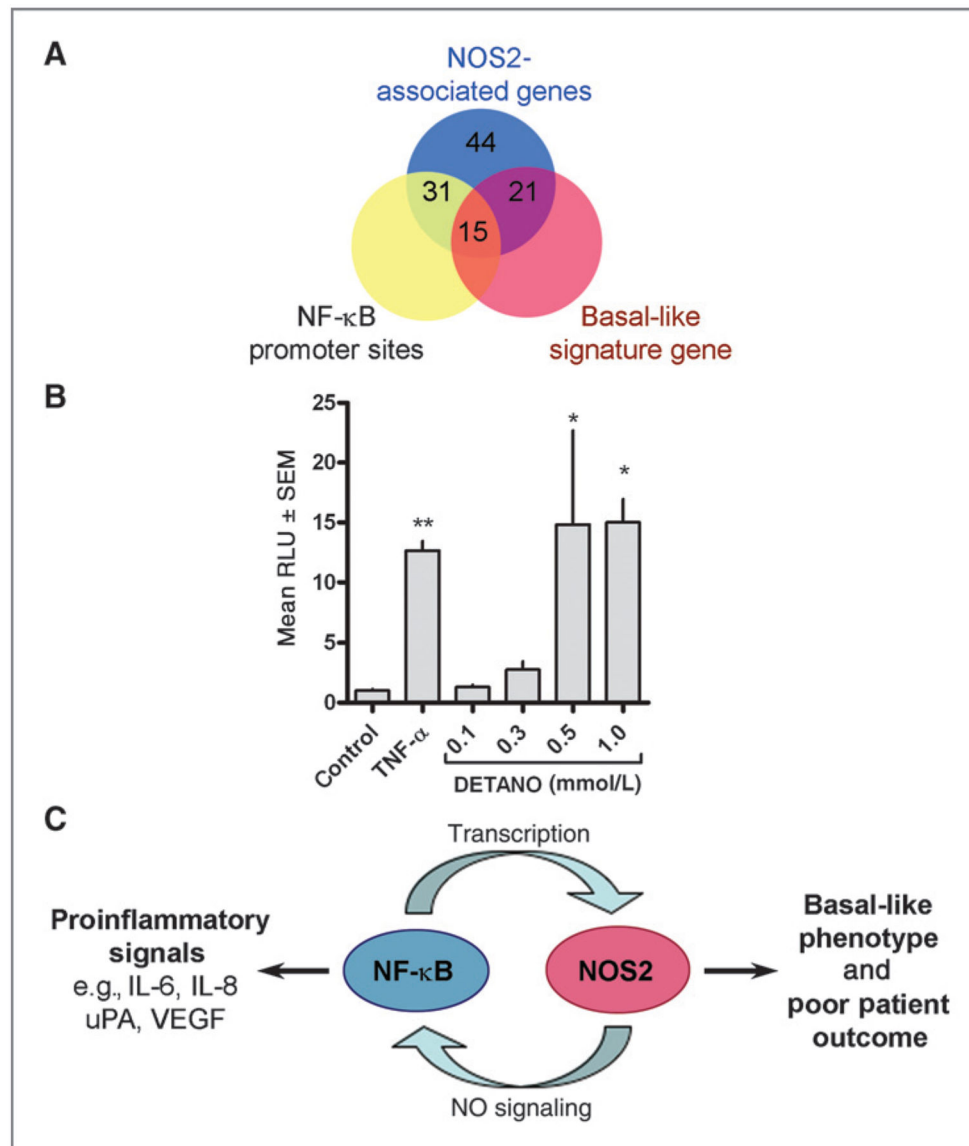 A
NOS2-
associated genes
44
31
21
15
NF-κB
promoter sites
Basal-like
signature gene
B
Mean RLU ± SEM
25
20
15
10
5
0
**
*
*
Control
TNF-α
0.1
0.3
0.5
1.0
DETANO (mmol/L)
C
Transcription
Proinflammatory
signals
e.g., IL-6, IL-8
uPA, VEGF
NF-κB
NOS2
Basal-like
phenotype
and
poor patient
outcome
NO signaling